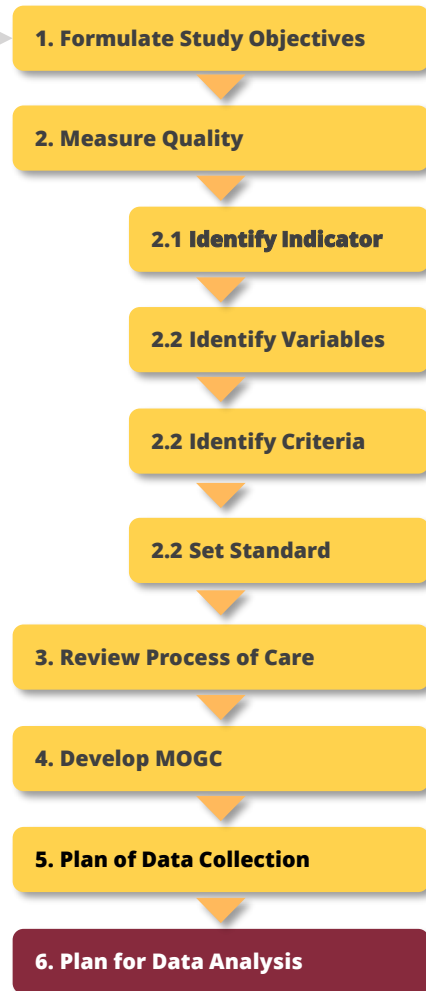 1. Formulate Study Objectives
2. Measure Quality
2.1 Identify Indicator
2.2 Identify Variables
2.2 Identify Criteria
2.2 Set Standard
3. Review Process of Care
4. Develop MOGC
5. Plan of Data Collection
6. Plan for Data Analysis